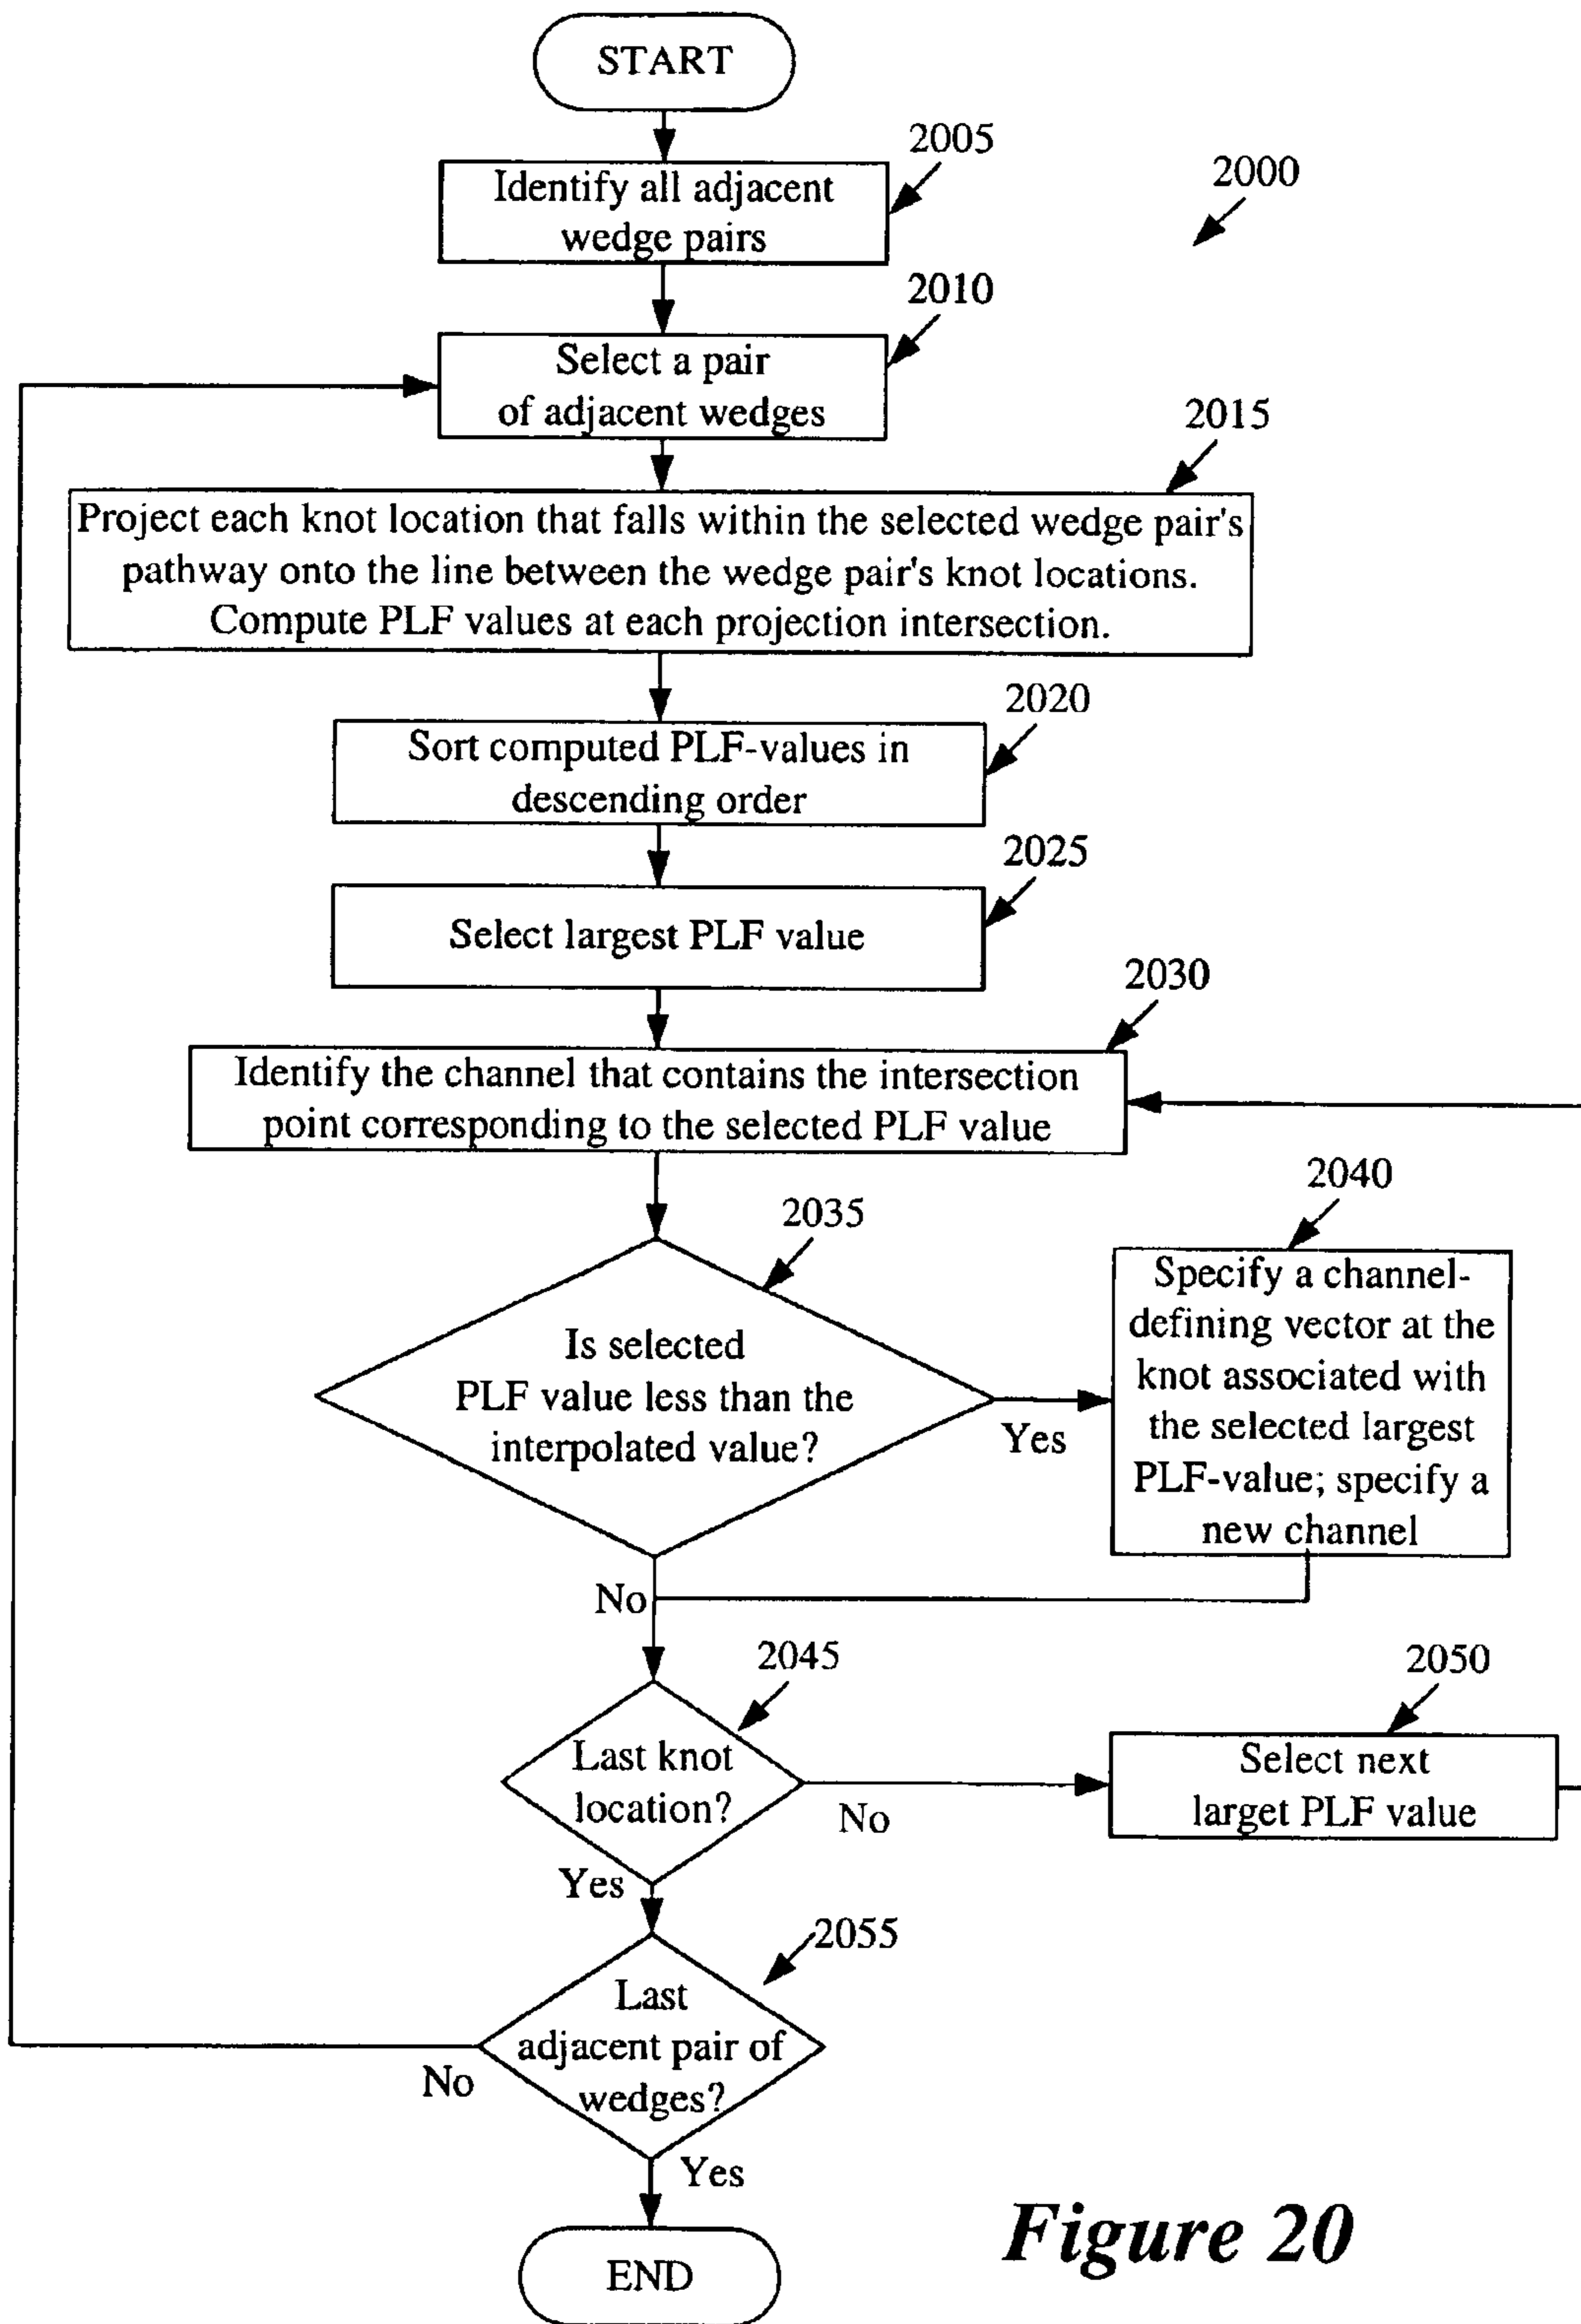 START
2005
Identify all adjacent
wedge pairs
2000
2010
Select a pair
of adjacent wedges
2015
Project each knot location that falls within the selected wedge pair's
pathway onto the line between the wedge pair's knot locations.
Compute PLF values at each projection intersection.
2020
Sort computed PLF-values in
descending order
2025
Select largest PLF value
2030
Identify the channel that contains the intersection
point corresponding to the selected PLF value
2035
Is selected
PLF value less than the
interpolated value?
Yes
2040
Specify a channel-
defining vector at the
knot associated with
the selected largest
PLF-value; specify a
new channel
No
2045
Last knot
location?
No
2050
Select next
larget PLF value
Yes
2055
Last
adjacent pair of
wedges?
No
Yes
END
Figure 20